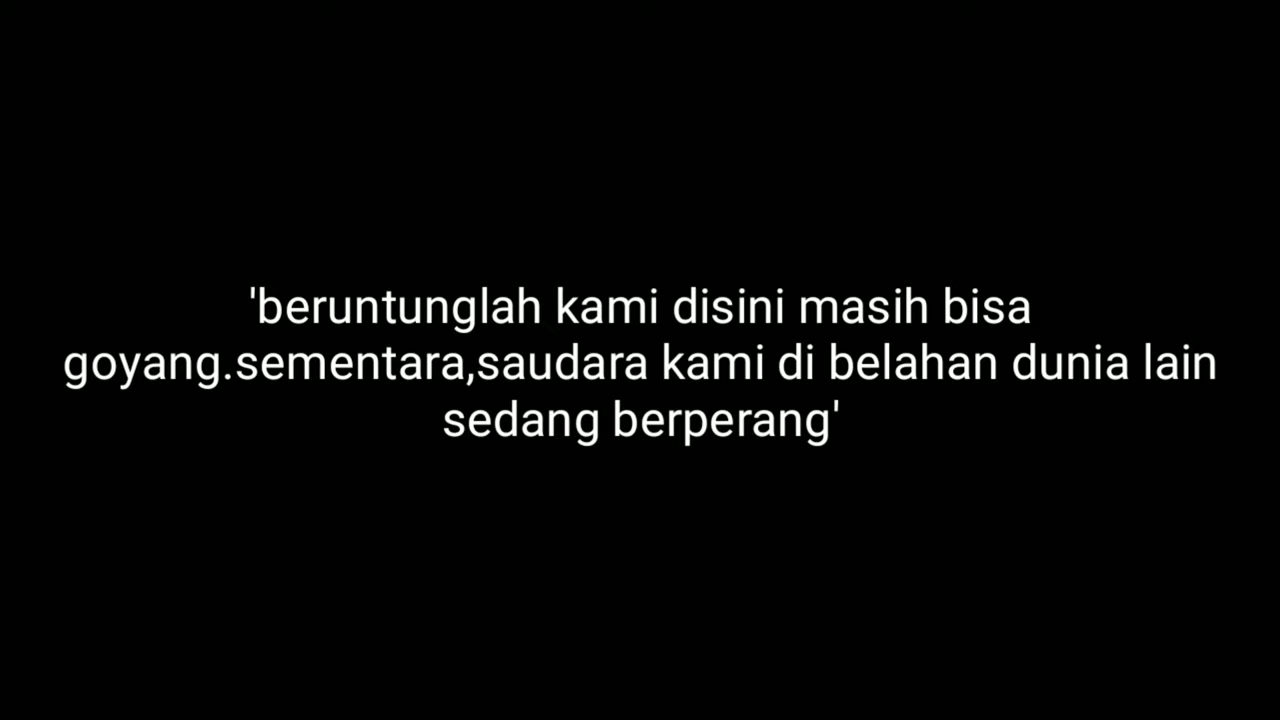 'beruntunglah kami disini masih bisa
goyang.sementara,saudara kami di belahan dunia lain
sedang berperang'